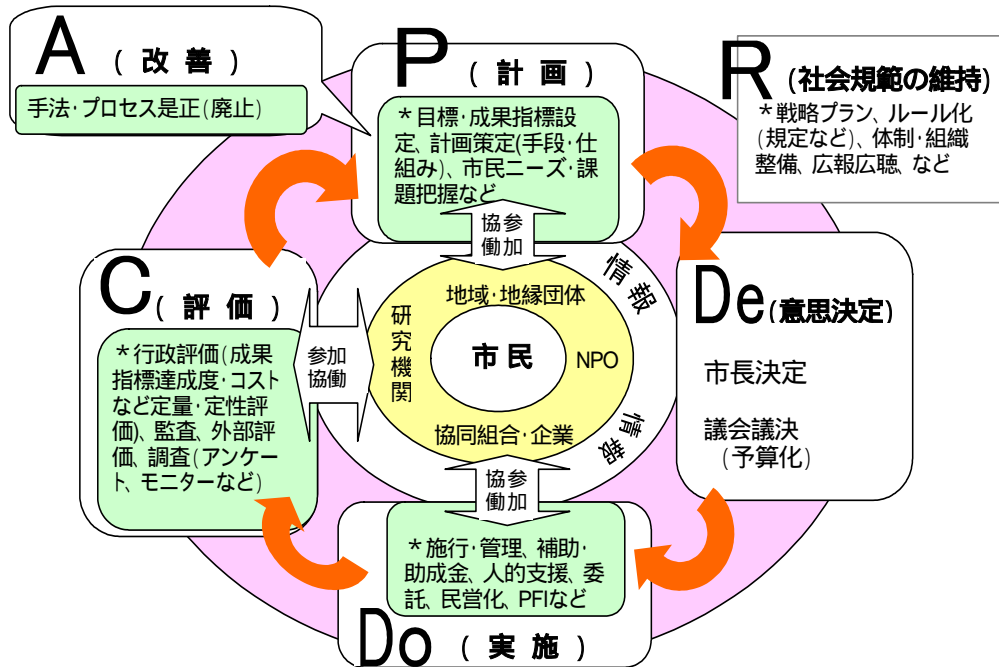 A (改善)
手法・プロセス是正(廃止)
P (計画)
*目標・成果指標設
定、計画策定(手段・仕
組み)、市民ニーズ・課
題把握など
R (社会規範の維持)
*戦略プラン、ルール化
(規定など)、体制・組織
整備、広報広聴、など
協働
参加
情報
De (意思決定)
市長決定
議会議決
(予算化)
C (評価)
*行政評価(成果
指標達成度・コスト
など定量・定性評
価)、監査、外部評
価、調査(アンケー
ト、モニターなど)
参加
協働
研究機関
地域・地縁団体
市民
NPO
協同組合・企業
情報
協働
参加
*施行・管理、補助・
助成金、人的支援、委
託、民営化、PFIなど
Do (実施)